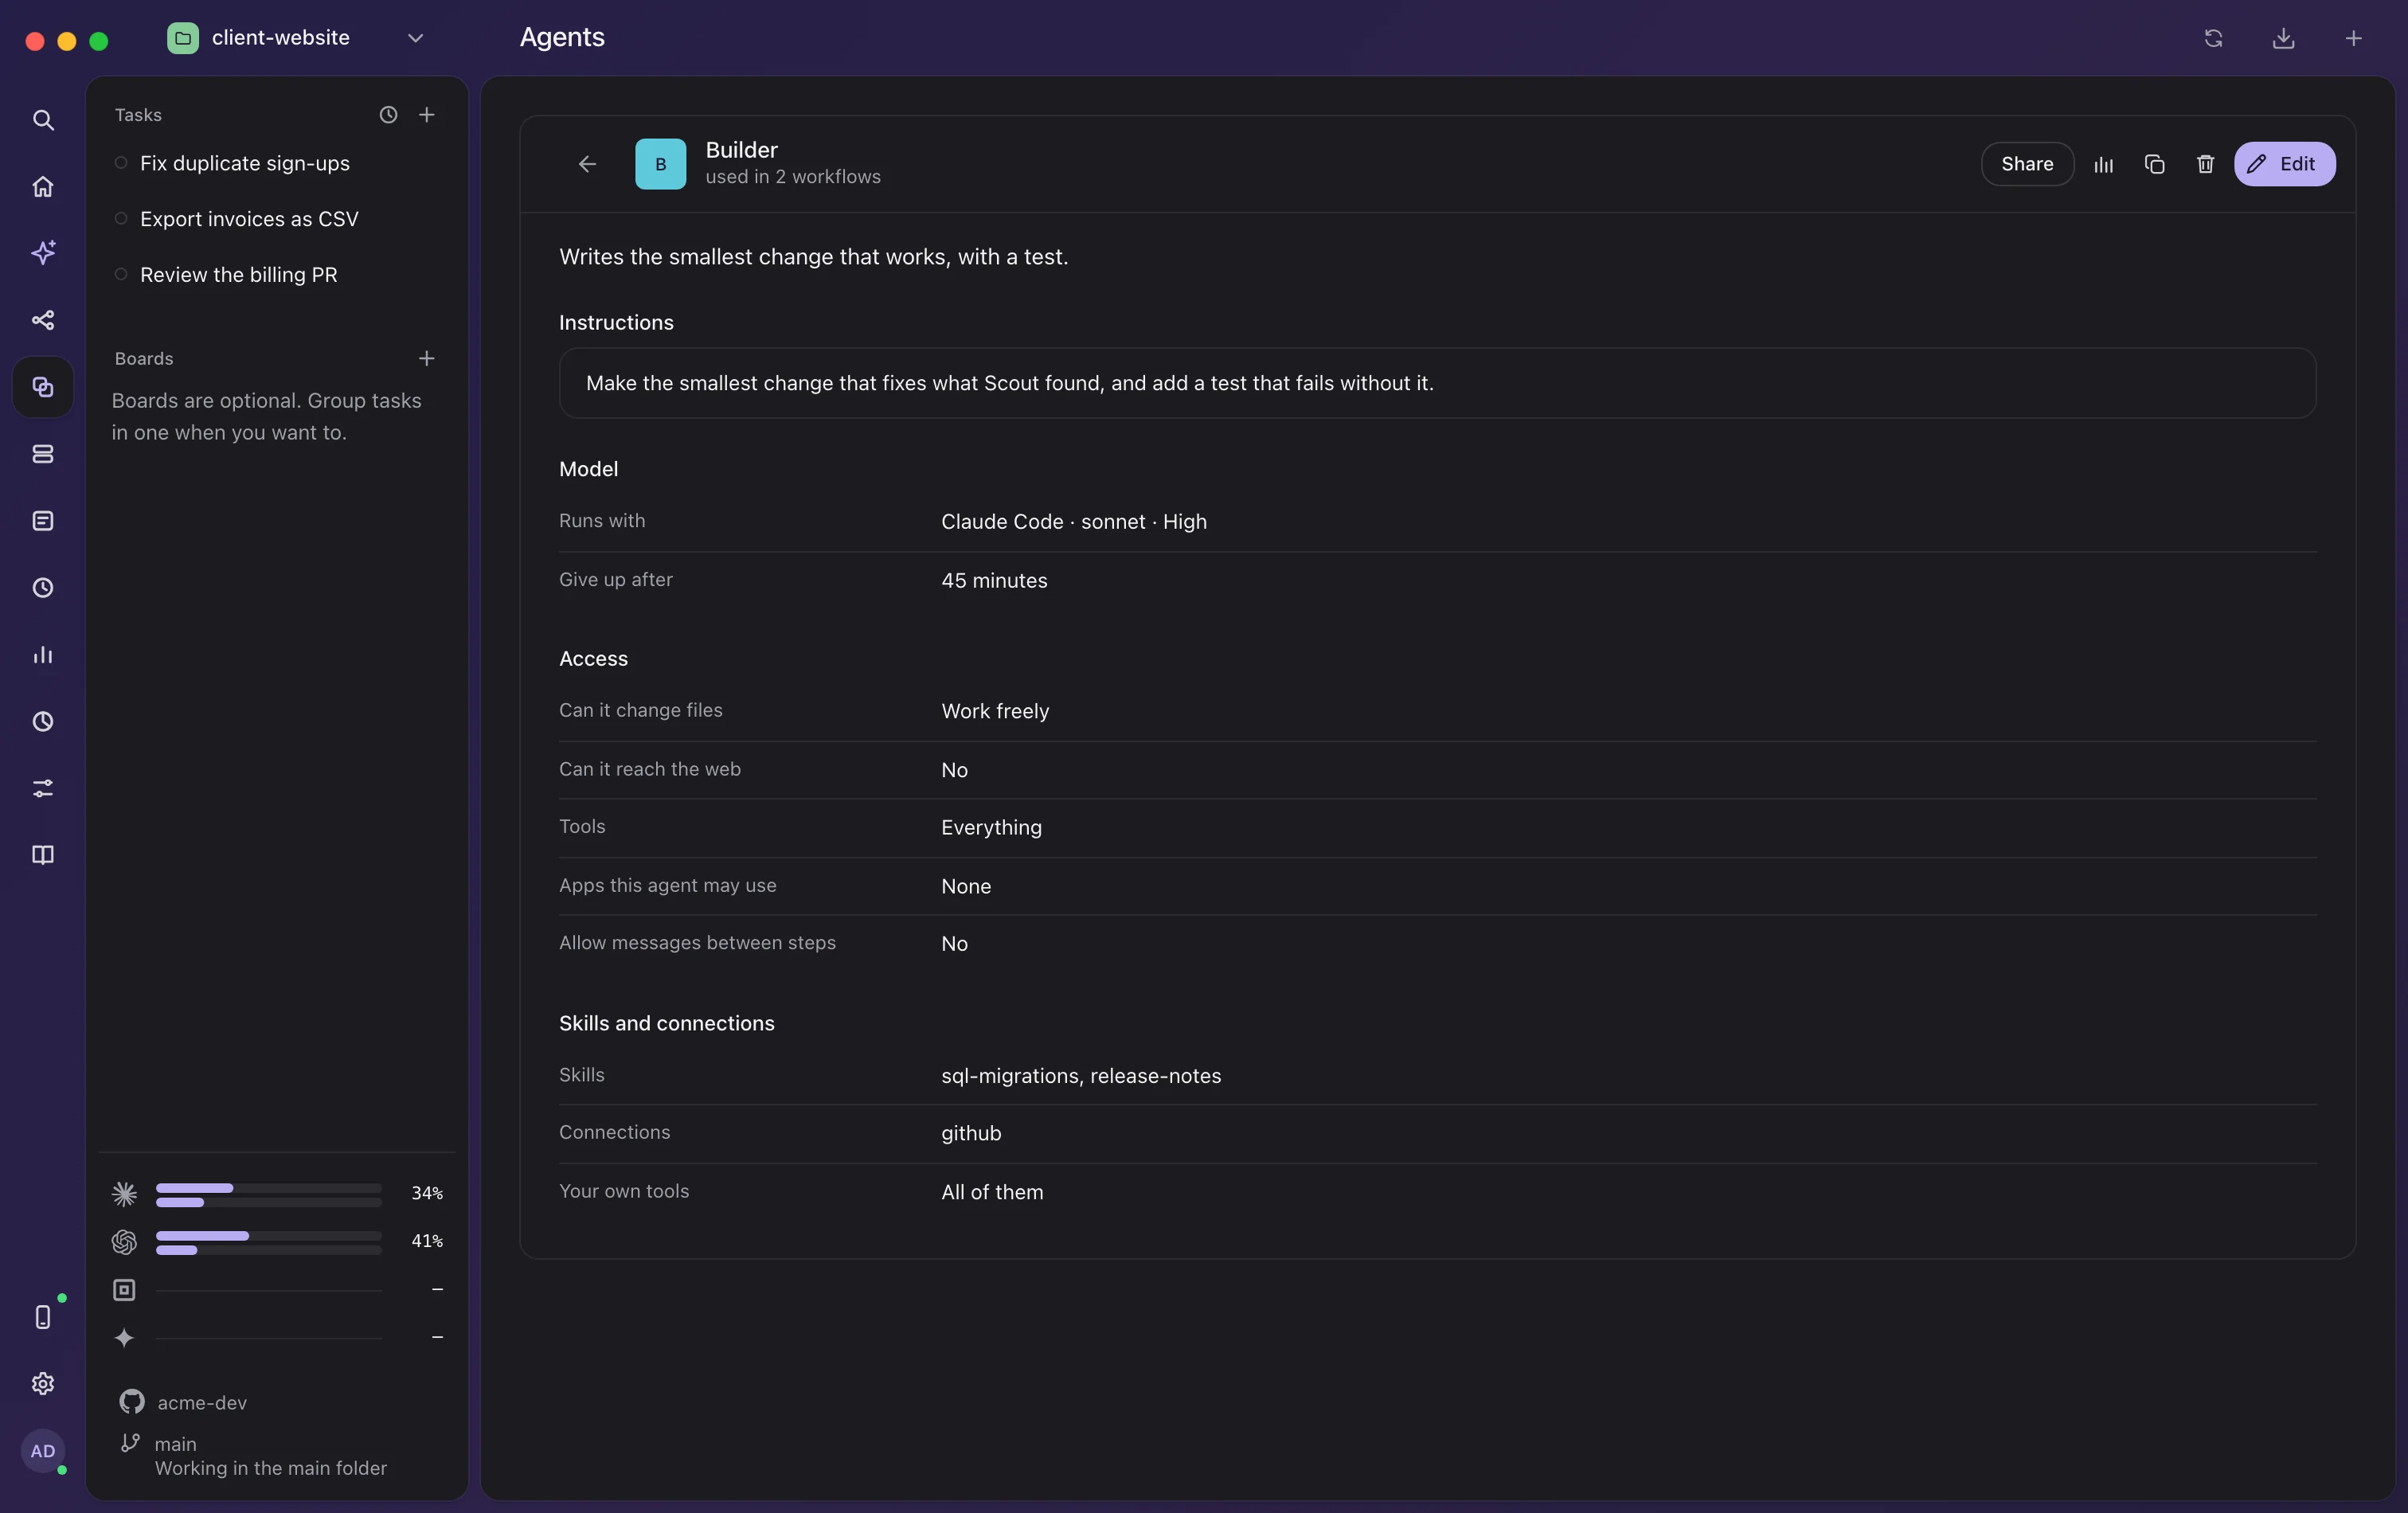 client-website
Agents
Tasks
Fix duplicate sign-ups
Export invoices as CSV
Review the billing PR
Boards
Boards are optional. Group tasks
in one when you want to.
34%
41%
–
–
acme-dev
main
Working in the main folder
AD
B
Builder
used in 2 workflows
Share
Edit
Writes the smallest change that works, with a test.
Instructions
Make the smallest change that fixes what Scout found, and add a test that fails without it.
Model
Runs with
Claude Code · sonnet · High
Give up after
45 minutes
Access
Can it change files
Work freely
Can it reach the web
No
Tools
Everything
Apps this agent may use
None
Allow messages between steps
No
Skills and connections
Skills
sql-migrations, release-notes
Connections
github
Your own tools
All of them